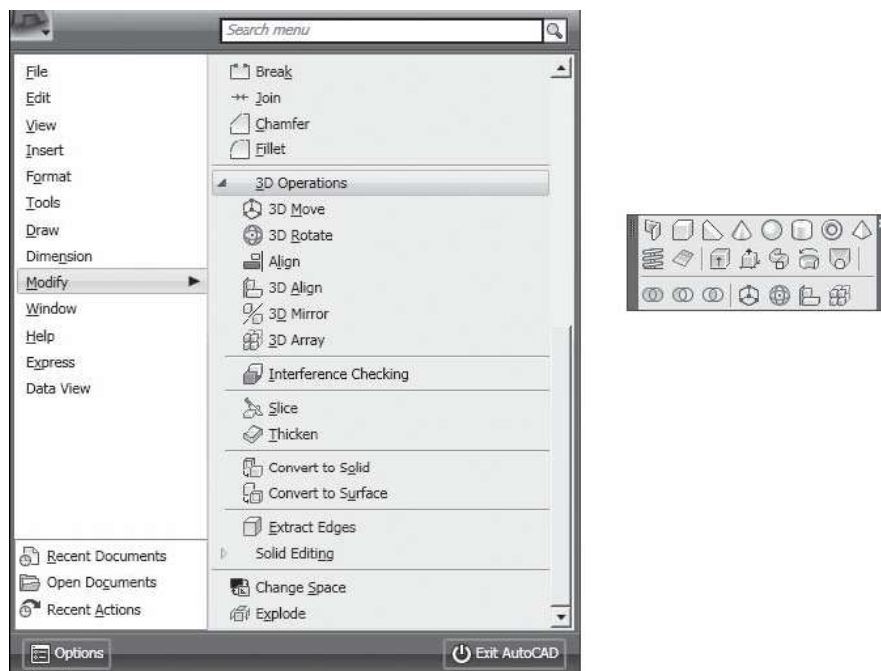 Search menu
File
Edit
View
Insert
Format
Tools
Draw
Dimension
Modify
Window
Help
Express
Data View
Recent Documents
Open Documents
Recent Actions
Break
Join
Chamfer
Fillet
3D Operations
3D Move
3D Rotate
Align
3D Align
3D Mirror
3D Array
Interference Checking
Slice
Thicken
Convert to Solid
Convert to Surface
Extract Edges
Solid Editing
Change Space
Explode
Options
Exit AutoCAD